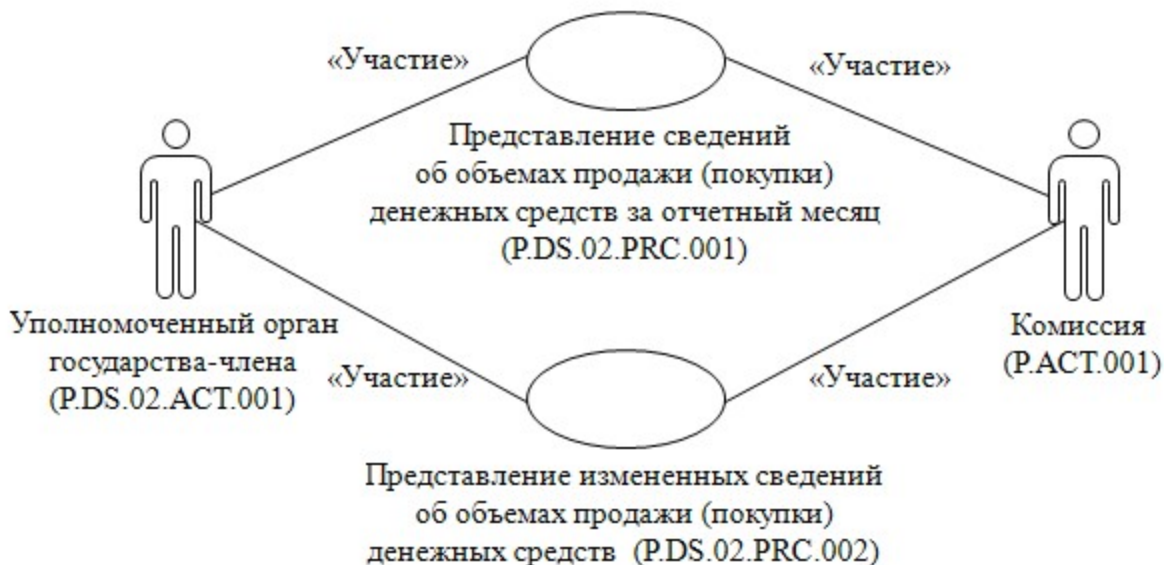 «Участие»
«Участие»
Представление сведений
об объемах продажи (покупки)
денежных средств за отчетный месяц
(P.DS.02.PRC.001)
Уполномоченный орган
государства-члена
(P.DS.02.ACT.001)
Комиссия
(P.ACT.001)
«Участие»
«Участие»
Представление измененных сведений
об объемах продажи (покупки)
денежных средств (P.DS.02.PRC.002)